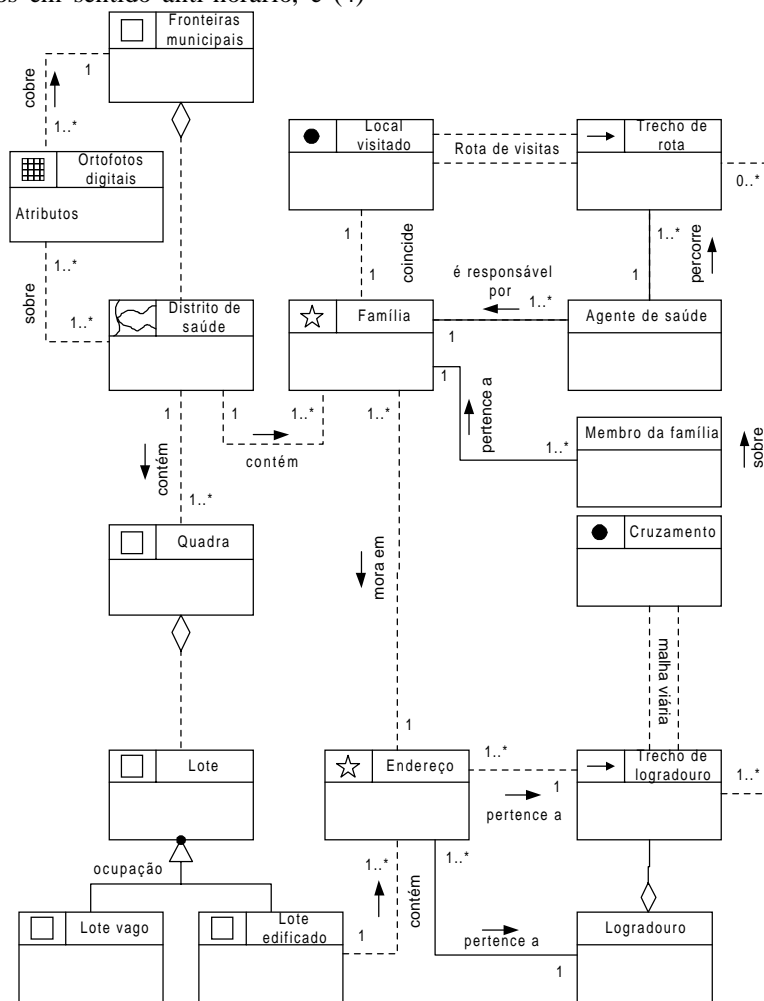 os em sentido anti-horário, e (4)
Fronteiras
municipais
cobre
1
1..*
Ortofotos
digitais
Atributos
1..*
sobre
1..*
Local
visitado
Rota de visitas
Trecho de
rota
0..*
1
coincide
1
1..*
percorre
1
é responsável
por
1..*
1
Distrito de
saúde
Família
Agente de saúde
1
contém
1..*
1
contém
1..*
1..*
1
pertence a
1..*
Membro da família
sobre
Quadra
mora em
1
Cruzamento
malha viária
Lote
Endereço
1..*
1
pertence a
Trecho de
logradouro
1..*
ocupação
1..*
contém
1
1..*
pertence a
1
Lote vago
Lote
edificado
Logradouro